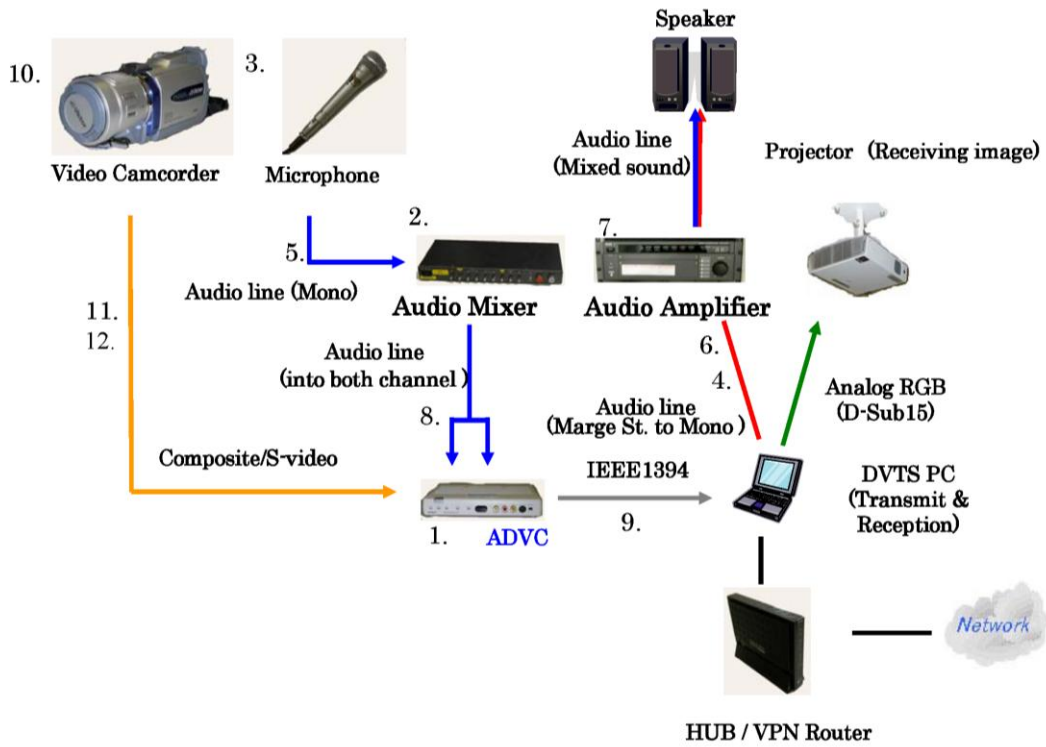 Speaker
10.
3.
Audio line
(Mixed sound)
Projector (Receiving image)
Video Camcorder
Microphone
2.
7.
5.
Audio line (Mono)
Audio Mixer
Audio Amplifier
11.
12.
Audio line
(into both channel )
6.
4.
Analog RGB
(D-Sub15)
8.
Audio line
(Marge St. to Mono )
Composite/S-video
IEEE1394
DVTS PC
(Transmit &
Reception)
1.
ADVC
9.
Network
HUB / VPN Router